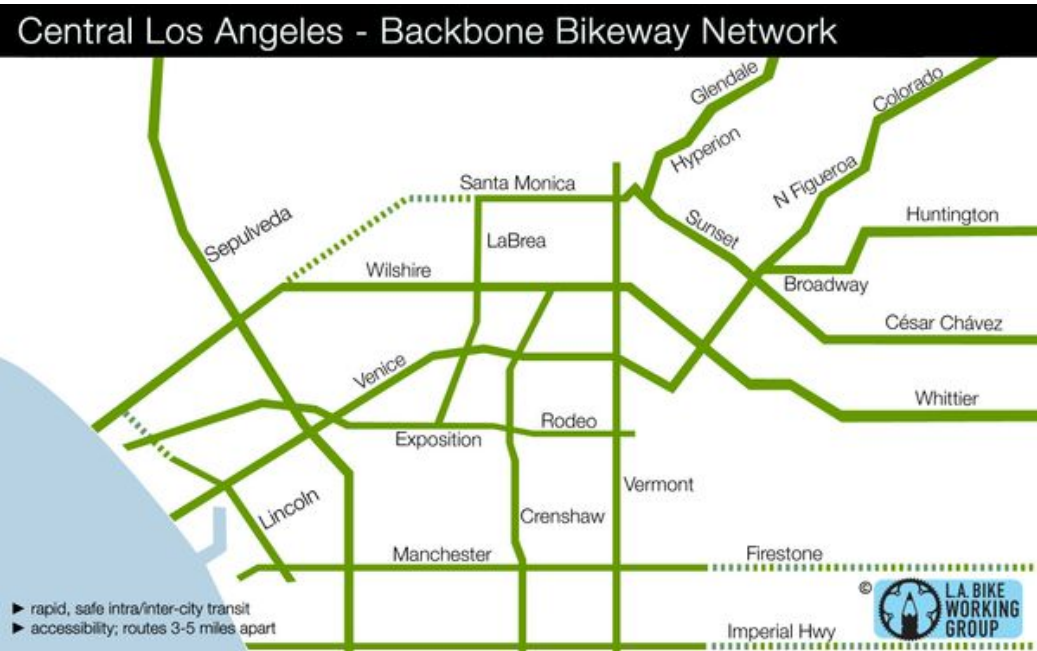 Central Los Angeles - Backbone Bikeway Network
Glendale
Colorado
Hyperion
N Figueroa
Santa Monica
Sepulveda
Sunset
Huntington
LaBrea
Wilshire
Broadway
César Chávez
Venice
Whittier
Rodeo
Exposition
Vermont
Lincoln
Crenshaw
Manchester
Firestone
► rapid, safe intra/inter-city transit
► accessibility; routes 3-5 miles apart
Imperial Hwy
©
L.A. BIKE
WORKING
GROUP